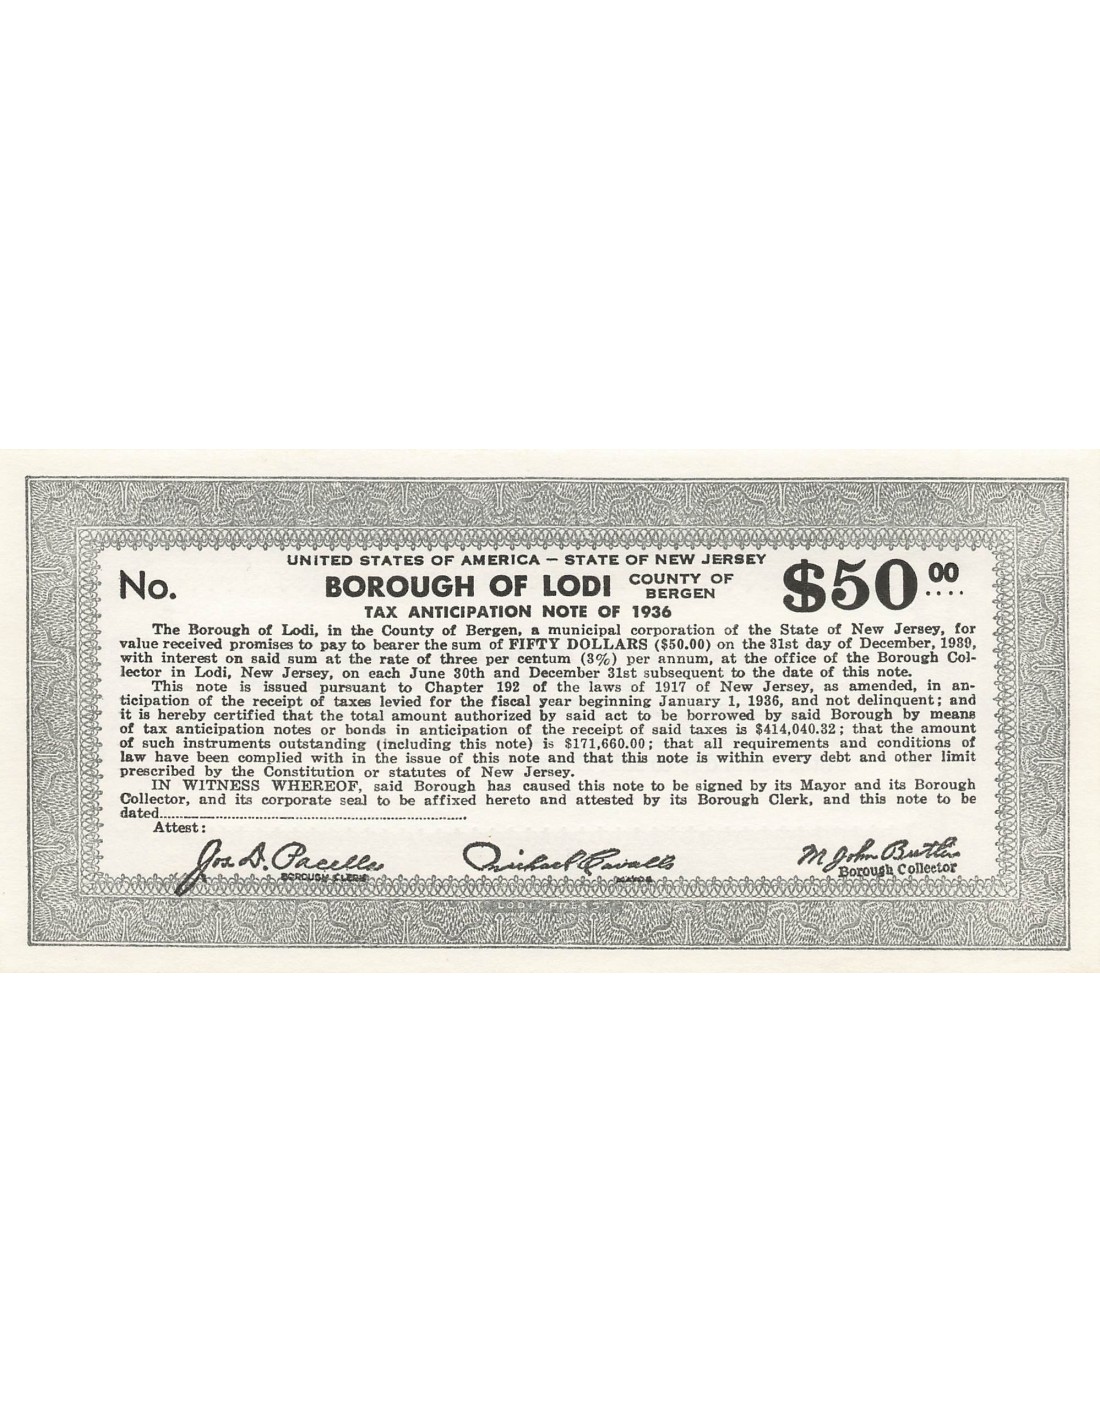 UNITED STATES OF AMERICA — STATE OF NEW JERSEY
No.
BOROUGH OF LODI COUNTY OF BERGEN
$50 00
TAX ANTICIPATION NOTE OF 1936
The Borough of Lodi, in the County of Bergen, a municipal corporation of the State of New Jersey, for
value received promises to pay to bearer the sum of FIFTY DOLLARS ($50.00) on the 31st day of December, 1939,
with interest on said sum at the rate of three per centum (3%) per annum, at the office of the Borough Col-
lector in Lodi, New Jersey, on each June 30th and December 31st subsequent to the date of this note.
This note is issued pursuant to Chapter 192 of the laws of 1917 of New Jersey, as amended, in an-
ticipation of the receipt of taxes levied for the fiscal year beginning January 1, 1936, and not delinquent; and
it is hereby certified that the total amount authorized by said act to be borrowed by said Borough by means
of tax anticipation notes or bonds in anticipation of the receipt of said taxes is $414,040.32; that the amount
of such instruments outstanding (including this note) is $171,660.00; that all requirements and conditions of
law have been complied with in the issue of this note and that this note is within every debt and other limit
prescribed by the Constitution or statutes of New Jersey.
IN WITNESS WHEREOF, said Borough has caused this note to be signed by its Mayor and its Borough
Collector, and its corporate seal to be affixed hereto and attested by its Borough Clerk, and this note to be
dated
Attest:
Jos. D. Pacella
Michael Cavallo
M John Butler
BOROUGH CLERK
MAYOR
Borough Collector
LODI PRESS